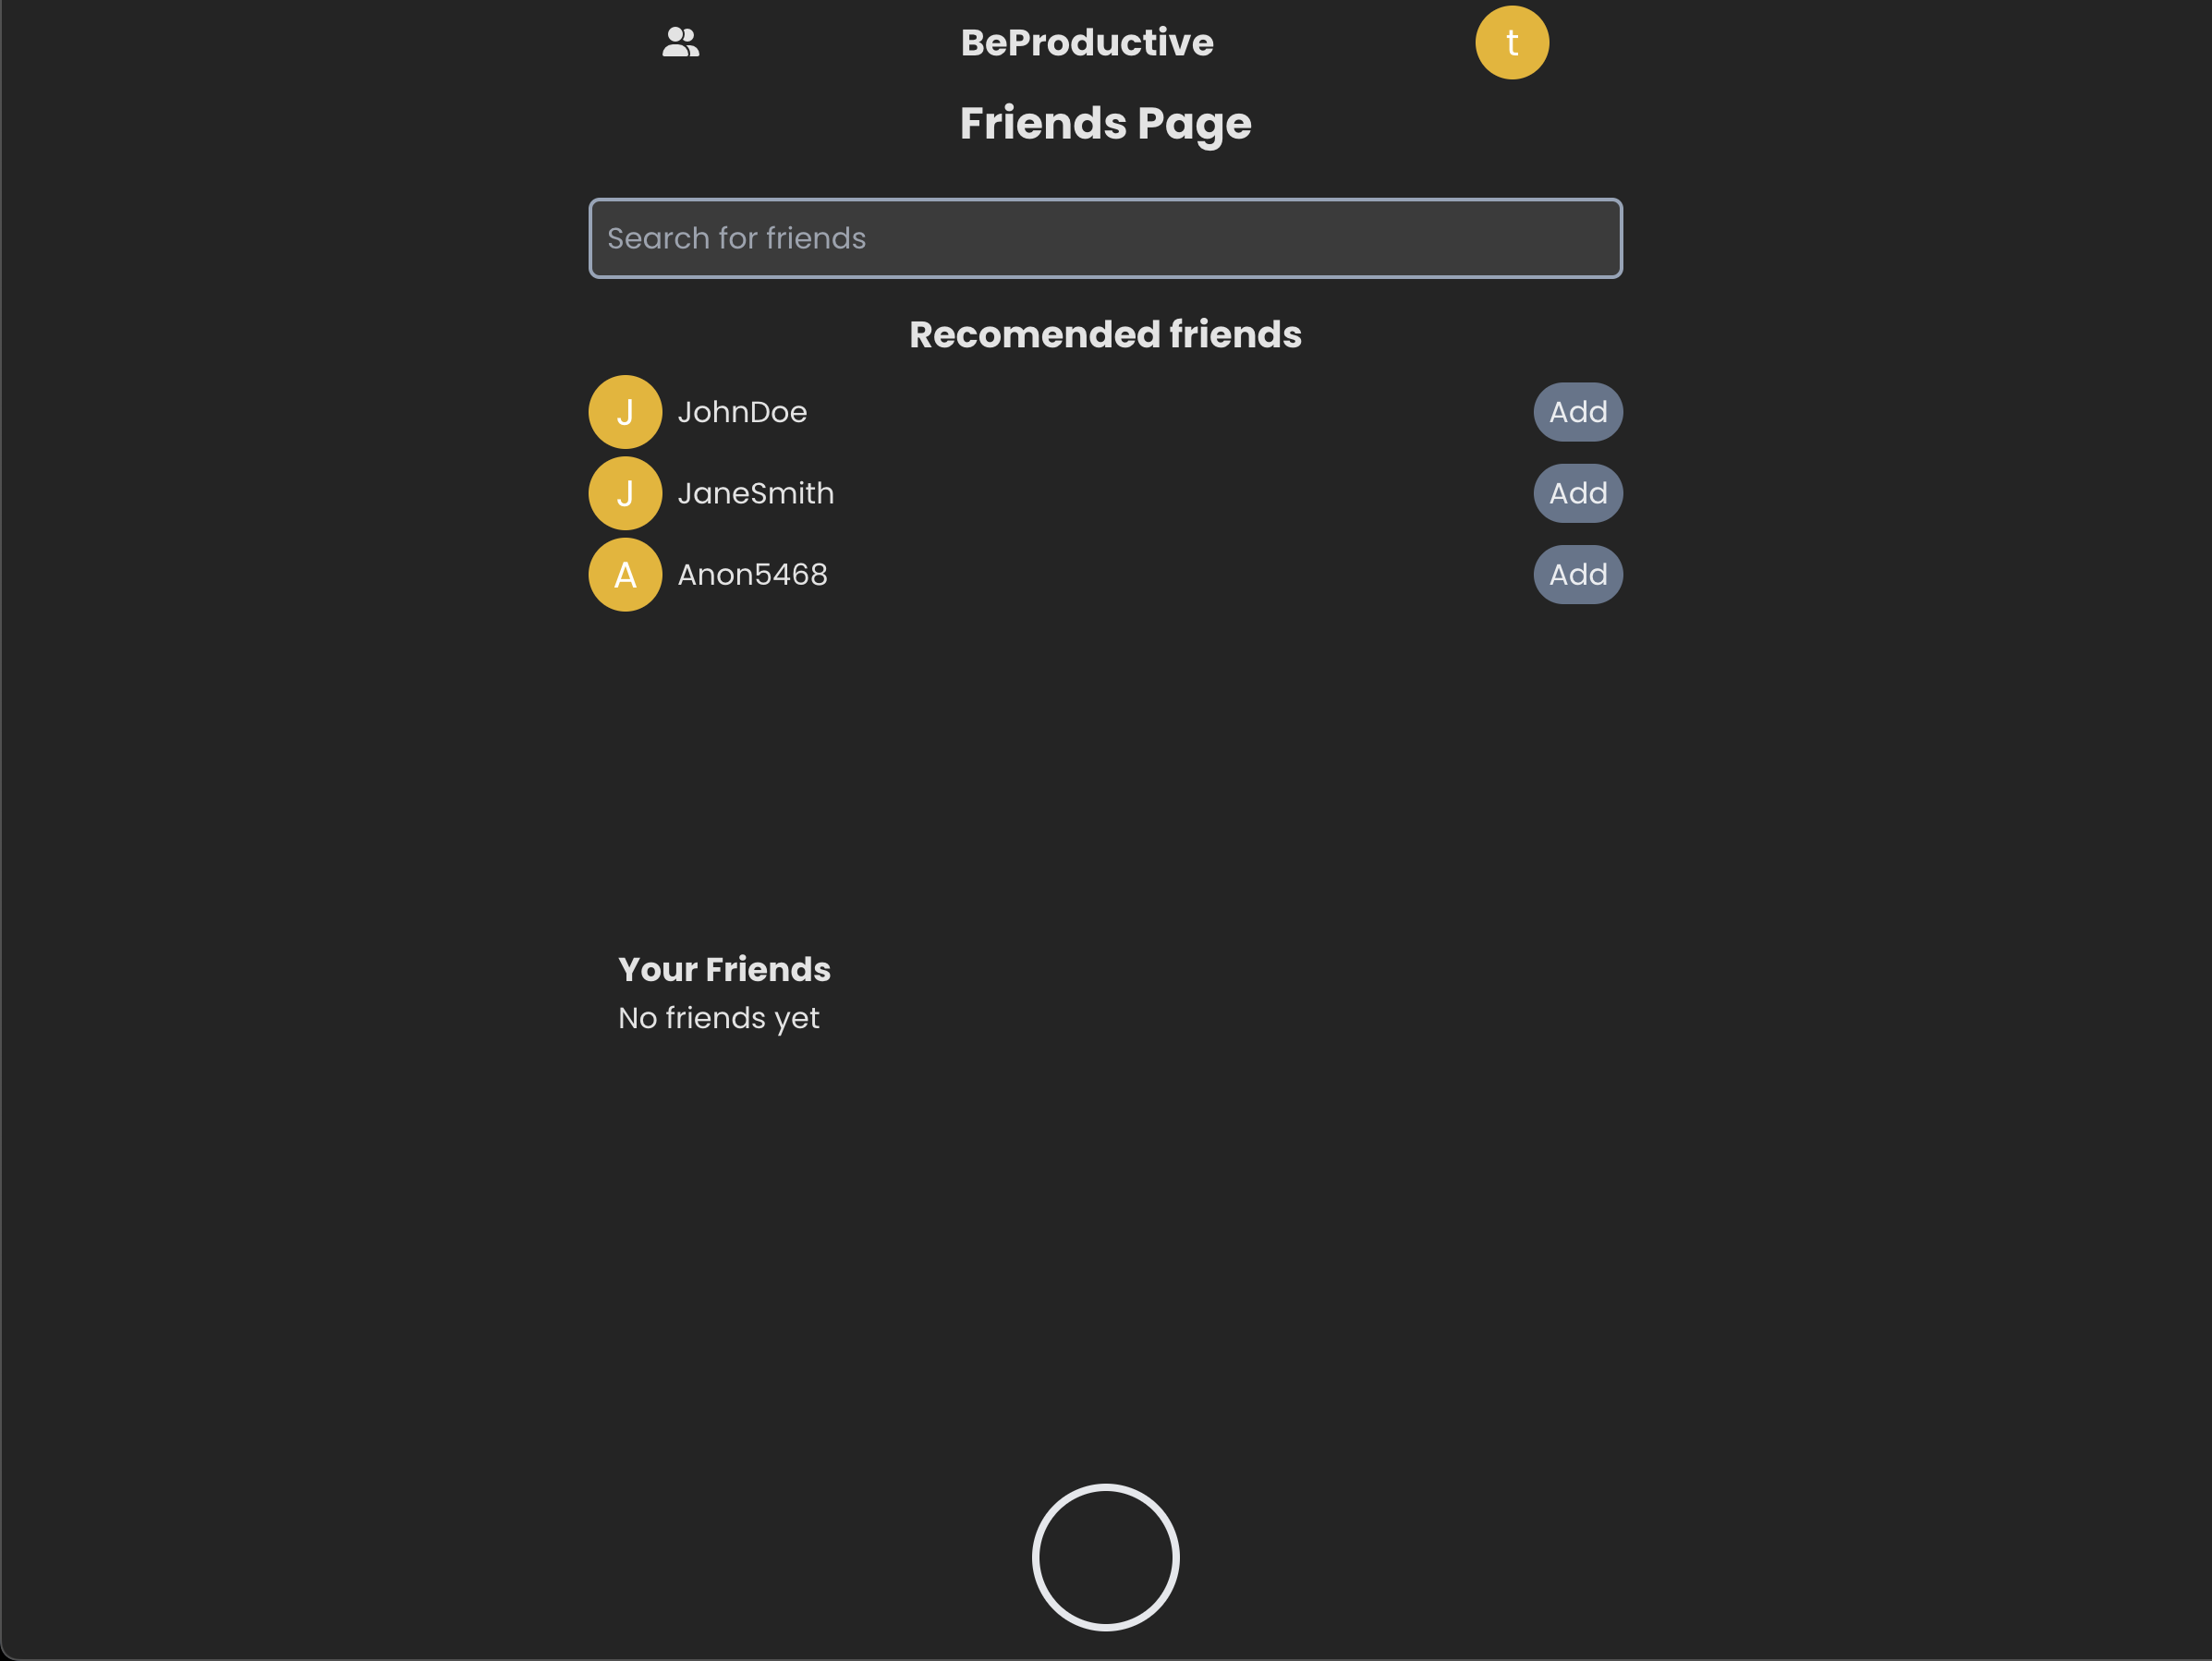 BeProductive
t
Friends Page
Search for friends
Recomended friends
J JohnDoe Add
J JaneSmith Add
A Anon5468 Add
Your Friends
No friends yet